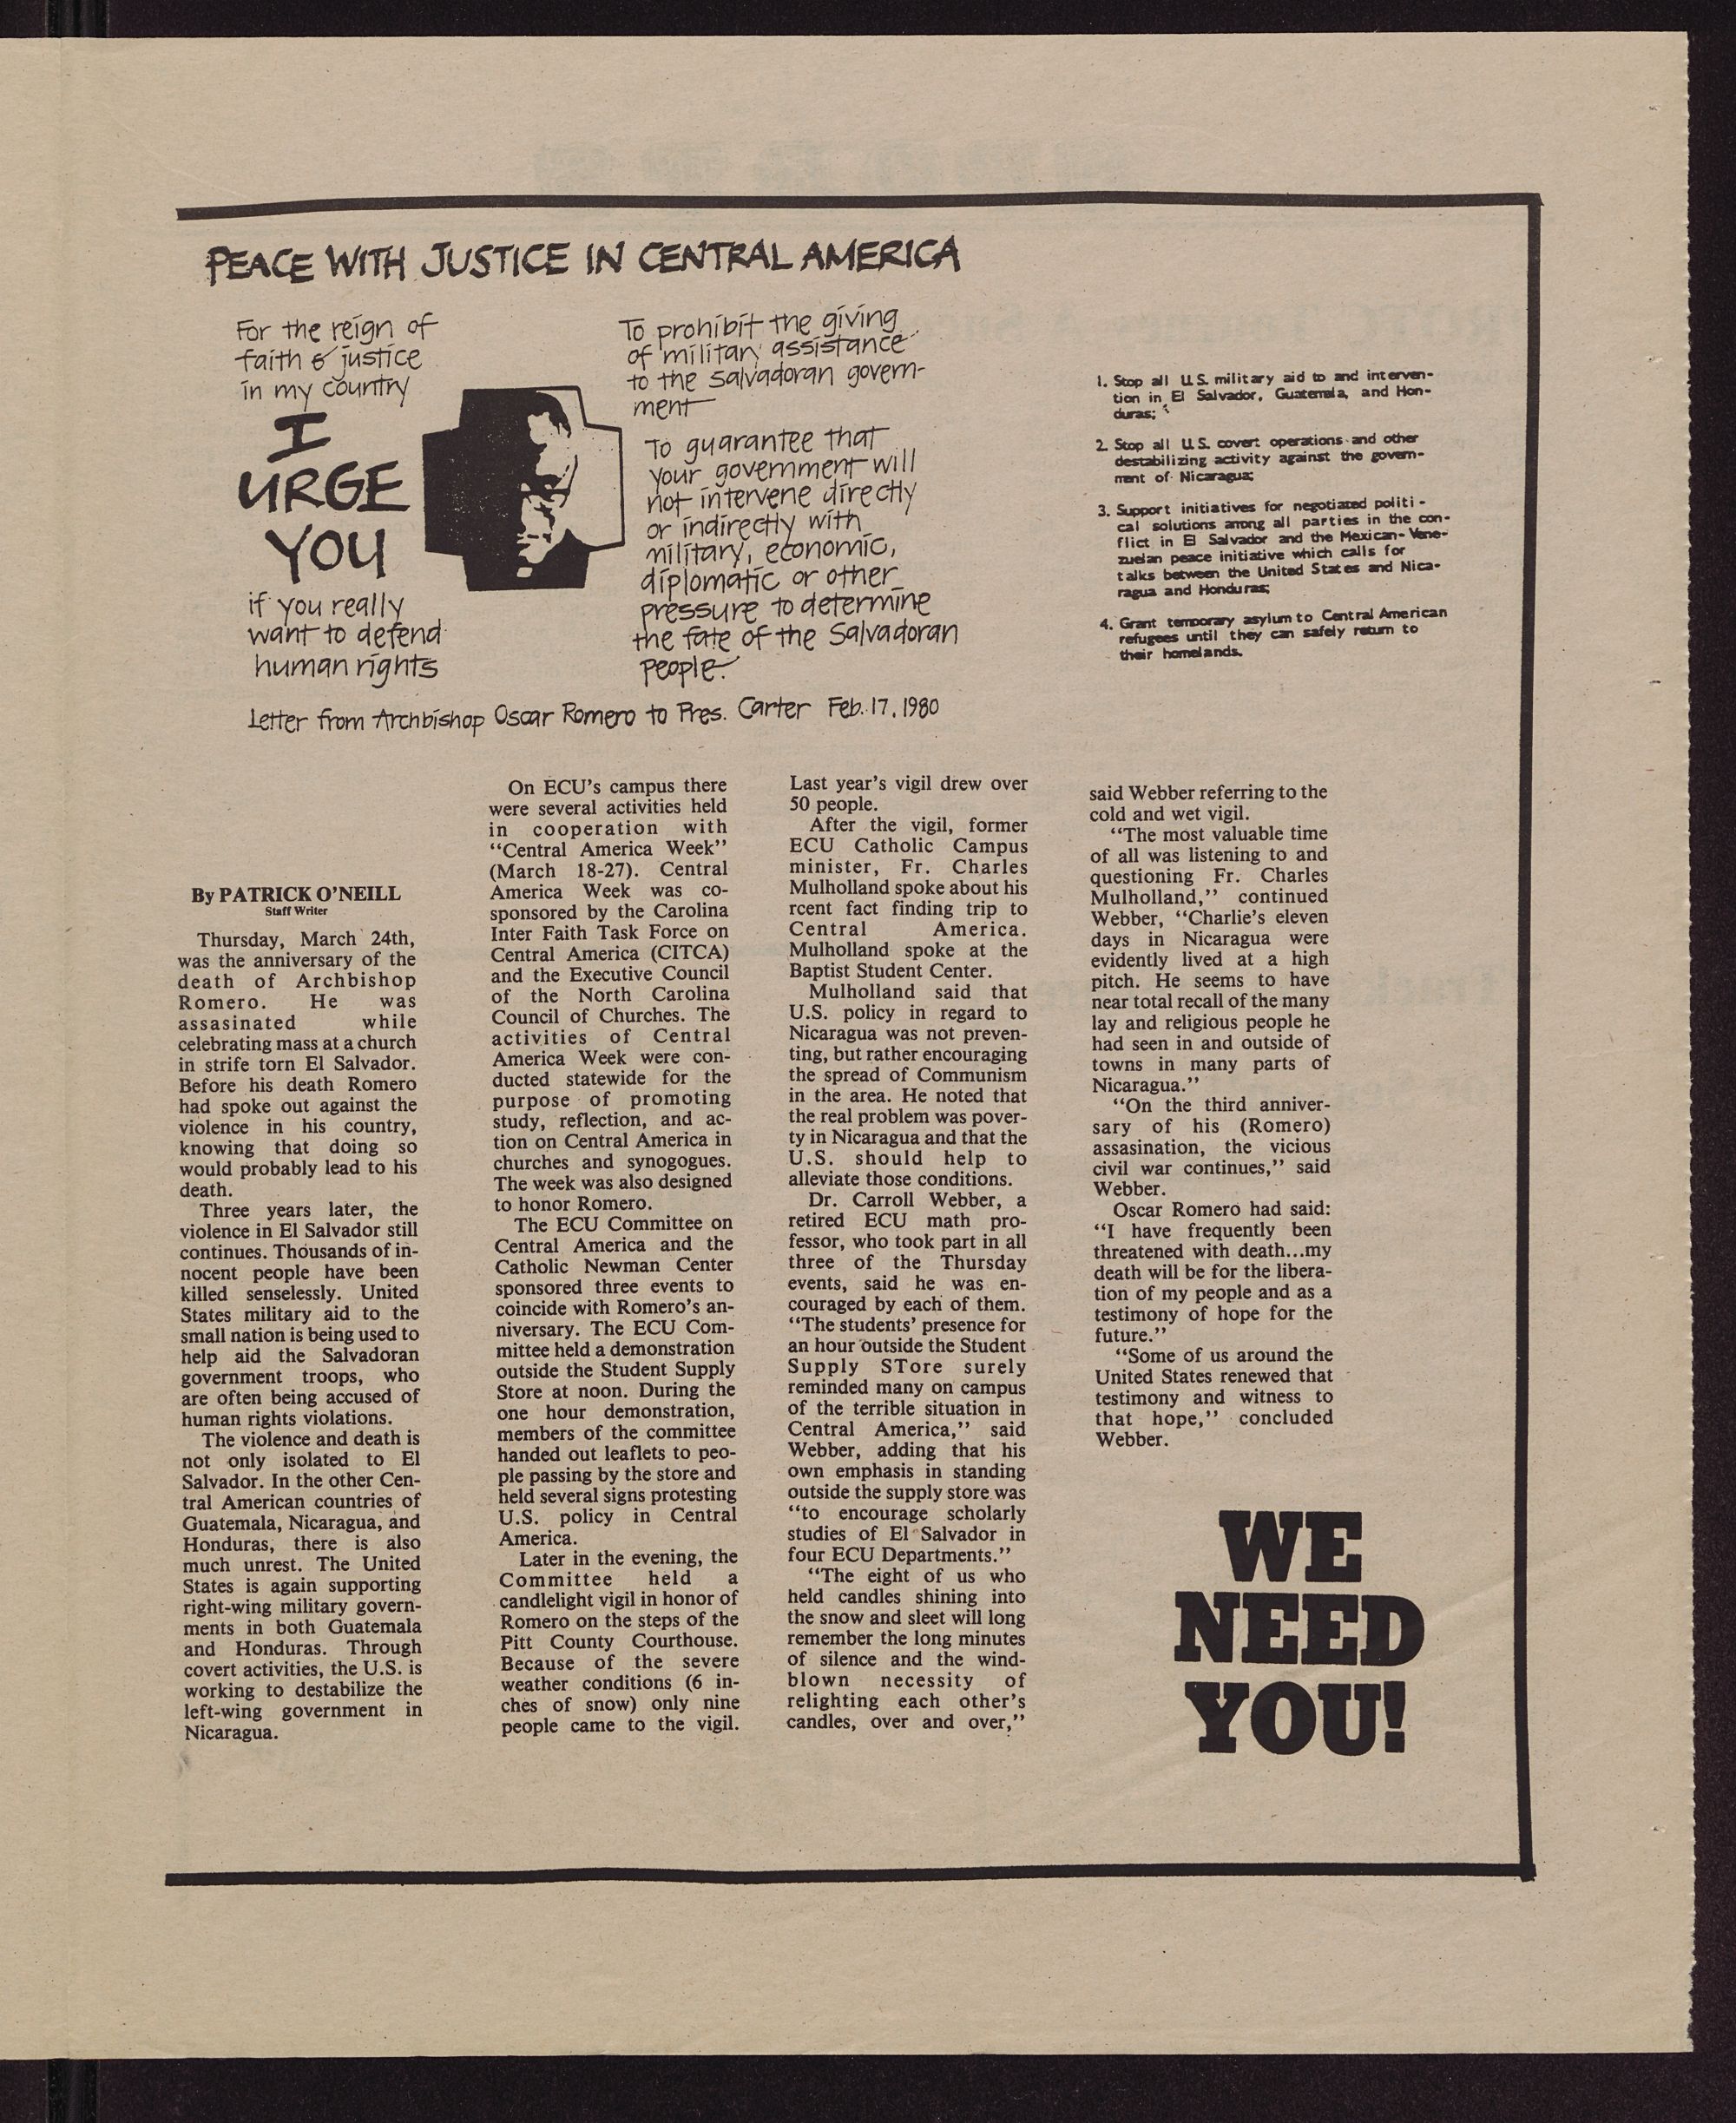 PEACE WITH JUSTICE IN CENTRAL AMERICA
For the reign of
faith & justice
in my country
I
URGE
YOU
if you really
want to defend
human rights
To prohibit the giving
of military assistance
to the Salvadoran govern-
ment
To guarantee that
your government will
not intervene directly
or indirectly with
military, economic,
diplomatic or other
pressure to determine
the fate of the Salvadoran
people.
Letter from Archbishop Oscar Romero to Pres. Carter Feb. 17, 1980
1. Stop all U.S. military aid to and interven-
tion in El Salvador, Guatemala, and Hon-
duras;
2. Stop all U.S. covert operations and other
destabilizing activity against the govern-
ment of Nicaragua;
3. Support initiatives for negotiated politi-
cal solutions among all parties in the con-
flict in El Salvador and the Mexican-Vene-
zuelan peace initiative which calls for
talks between the United States and Nica-
ragua and Honduras;
4. Grant temporary asylum to Central American
refugees until they can safely return to
their homelands.
By PATRICK O'NEILL
Staff Writer
Thursday, March 24th,
was the anniversary of the
death of Archbishop
Romero. He was
assasinated while
celebrating mass at a church
in strife torn El Salvador.
Before his death Romero
had spoke out against the
violence in his country,
knowing that doing so
would probably lead to his
death.
Three years later, the
violence in El Salvador still
continues. Thousands of in-
nocent people have been
killed senselessly. United
States military aid to the
small nation is being used to
help aid the Salvadoran
government troops, who
are often being accused of
human rights violations.
The violence and death is
not only isolated to El
Salvador. In the other Cen-
tral American countries of
Guatemala, Nicaragua, and
Honduras, there is also
much unrest. The United
States is again supporting
right-wing military govern-
ments in both Guatemala
and Honduras. Through
covert activities, the U.S. is
working to destabilize the
left-wing government in
Nicaragua.
On ECU's campus there
were several activities held
in cooperation with
"Central America Week"
(March 18-27). Central
America Week was co-
sponsored by the Carolina
Inter Faith Task Force on
Central America (CITCA)
and the Executive Council
of the North Carolina
Council of Churches. The
activities of Central
America Week were con-
ducted statewide for the
purpose of promoting
study, reflection, and ac-
tion on Central America in
churches and synogogues.
The week was also designed
to honor Romero.
The ECU Committee on
Central America and the
Catholic Newman Center
sponsored three events to
coincide with Romero's an-
niversary. The ECU Com-
mittee held a demonstration
outside the Student Supply
Store at noon. During the
one hour demonstration,
members of the committee
handed out leaflets to peo-
ple passing by the store and
held several signs protesting
U.S. policy in Central
America.
Later in the evening, the
Committee held a
candlelight vigil in honor of
Romero on the steps of the
Pitt County Courthouse.
Because of the severe
weather conditions (6 in-
ches of snow) only nine
people came to the vigil.
Last year's vigil drew over
50 people.
After the vigil, former
ECU Catholic Campus
minister, Fr. Charles
Mulholland spoke about his
rcent fact finding trip to
Central America.
Mulholland spoke at the
Baptist Student Center.
Mulholland said that
U.S. policy in regard to
Nicaragua was not preven-
ting, but rather encouraging
the spread of Communism
in the area. He noted that
the real problem was pover-
ty in Nicaragua and that the
U.S. should help to
alleviate those conditions.
Dr. Carroll Webber, a
retired ECU math pro-
fessor, who took part in all
three of the Thursday
events, said he was en-
couraged by each of them.
"The students' presence for
an hour outside the Student
Supply STore surely
reminded many on campus
of the terrible situation in
Central America," said
Webber, adding that his
own emphasis in standing
outside the supply store was
"to encourage scholarly
studies of El Salvador in
four ECU Departments."
"The eight of us who
held candles shining into
the snow and sleet will long
remember the long minutes
of silence and the wind-
blown necessity of
relighting each other's
candles, over and over,"
said Webber referring to the
cold and wet vigil.
"The most valuable time
of all was listening to and
questioning Fr. Charles
Mulholland," continued
Webber, "Charlie's eleven
days in Nicaragua were
evidently lived at a high
pitch. He seems to have
near total recall of the many
lay and religious people he
had seen in and outside of
towns in many parts of
Nicaragua."
"On the third anniver-
sary of his (Romero)
assasination, the vicious
civil war continues," said
Webber.
Oscar Romero had said:
"I have frequently been
threatened with death...my
death will be for the libera-
tion of my people and as a
testimony of hope for the
future."
"Some of us around the
United States renewed that
testimony and witness to
that hope," concluded
Webber.
WE
NEED
YOU!